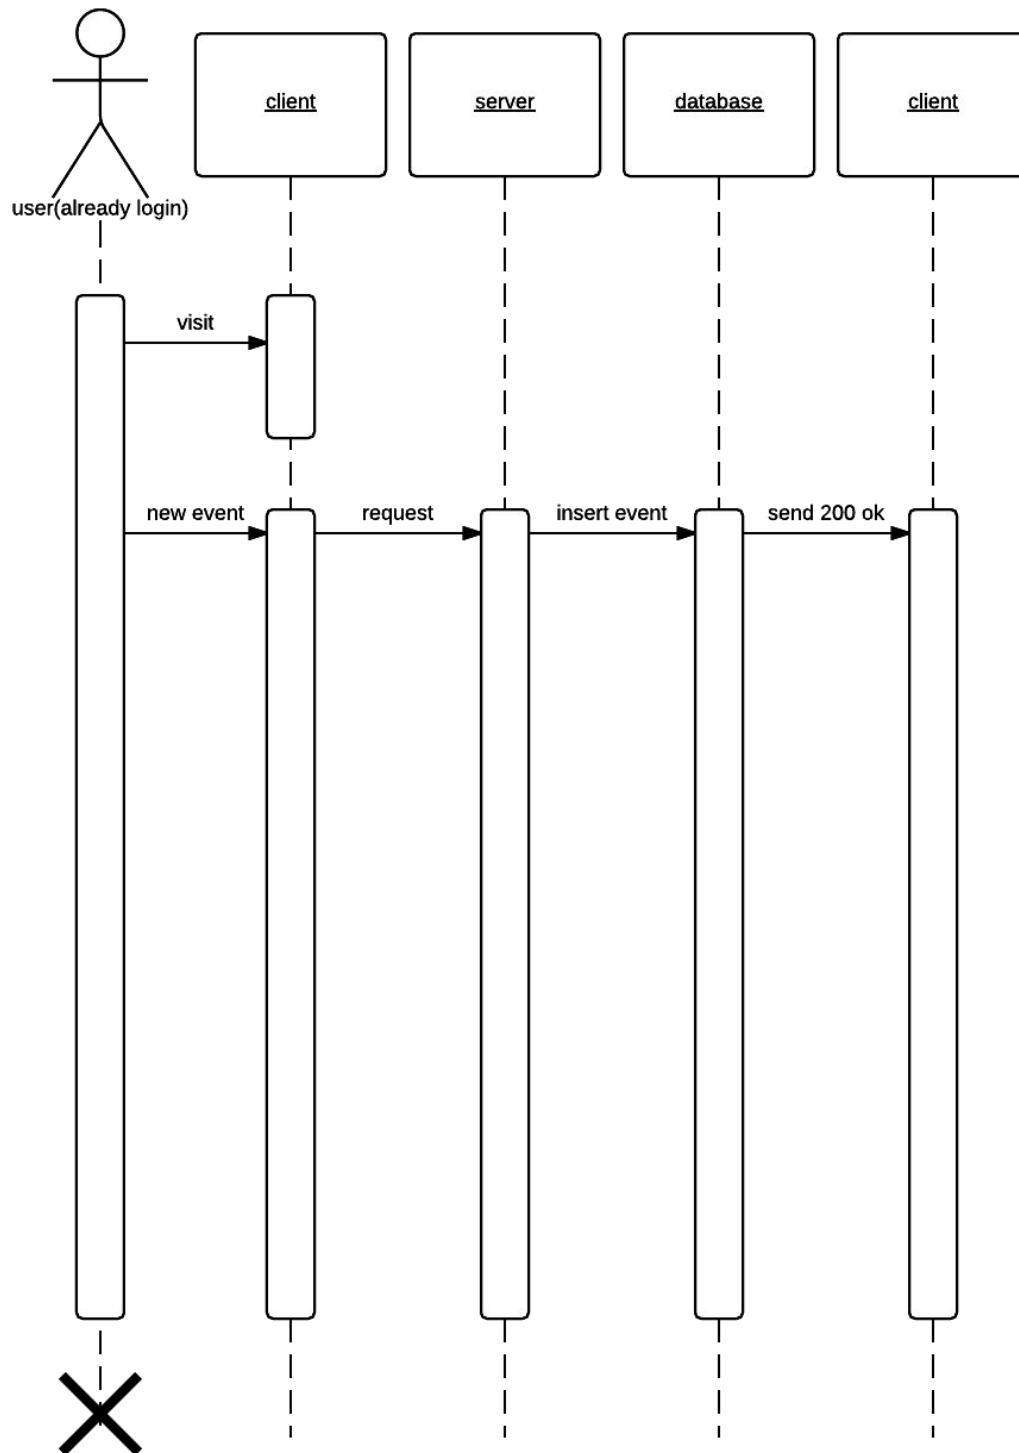 client
server
database
client
user(already login)
visit
new event
request
insert event
send 200 ok